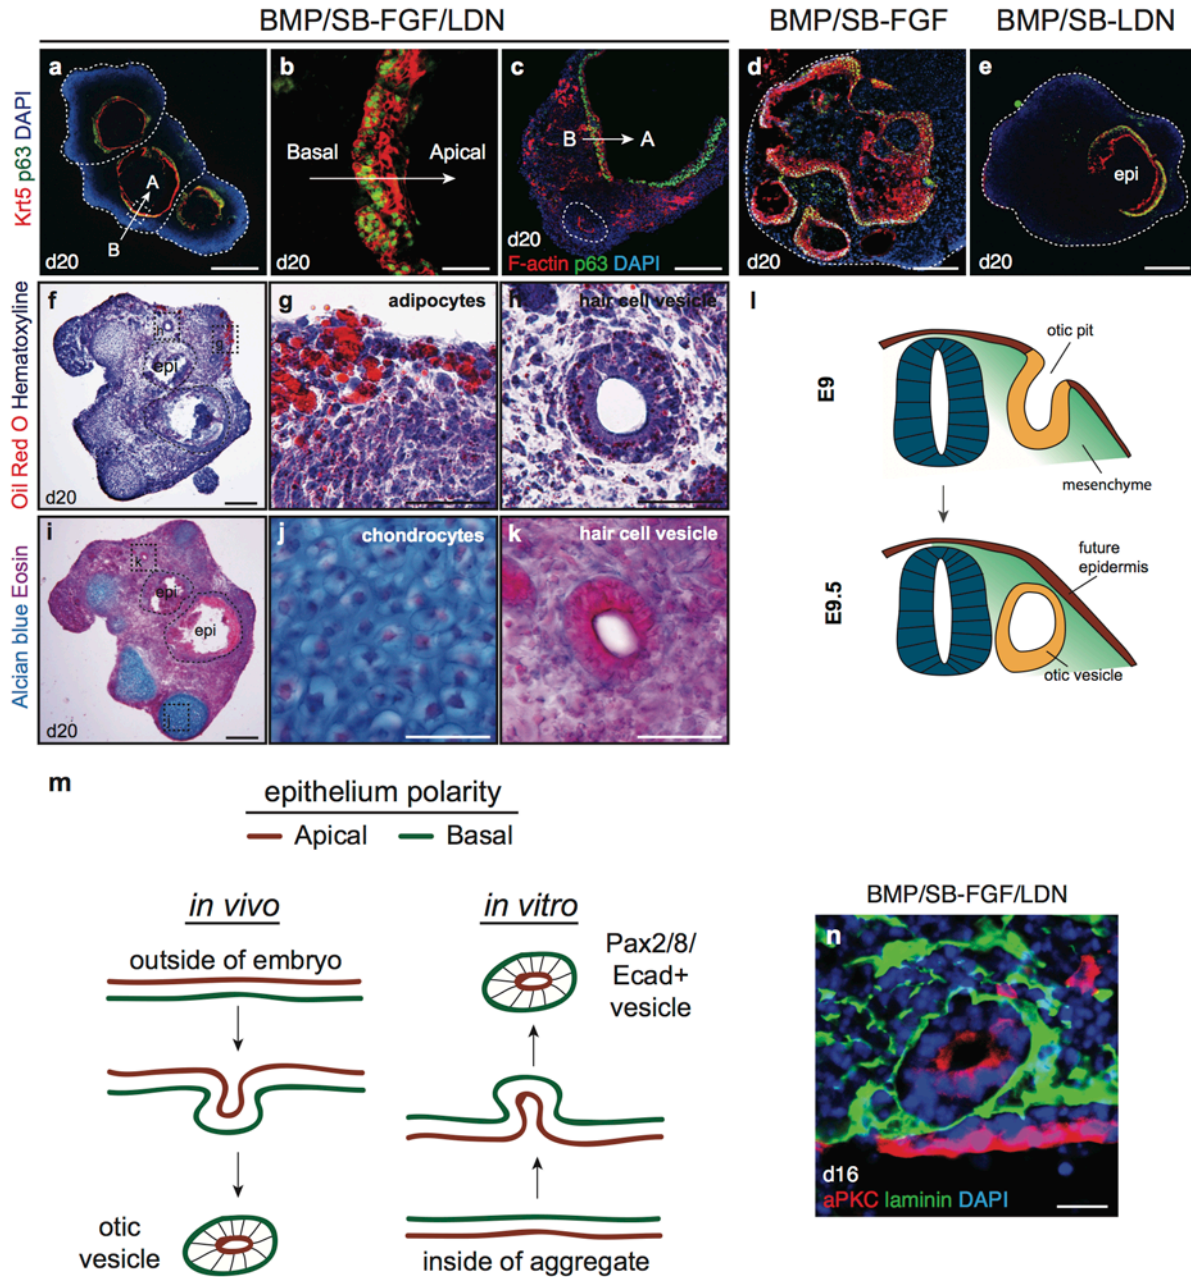 BMP/SB-FGF/LDN
BMP/SB-FGF
BMP/SB-LDN
Krt5 p63 DAPI
a
A
B
d20
b
Basal
Apical
d20
c
B
A
d20
F-actin p63 DAPI
d
d20
e
epi
d20
Oil Red O Hematoxyline
f
h
g
epi
d20
g
adipocytes
h
hair cell vesicle
l
E9
otic pit
mesenchyme
E9.5
future
epidermis
otic vesicle
Alcian blue Eosin
i
k
epi
epi
j
d20
j
chondrocytes
k
hair cell vesicle
m
epithelium polarity
Apical
Basal
in vivo
outside of embryo
otic
vesicle
in vitro
Pax2/8/
Ecad+
vesicle
inside of aggregate
BMP/SB-FGF/LDN
n
d16
aPKC laminin DAPI